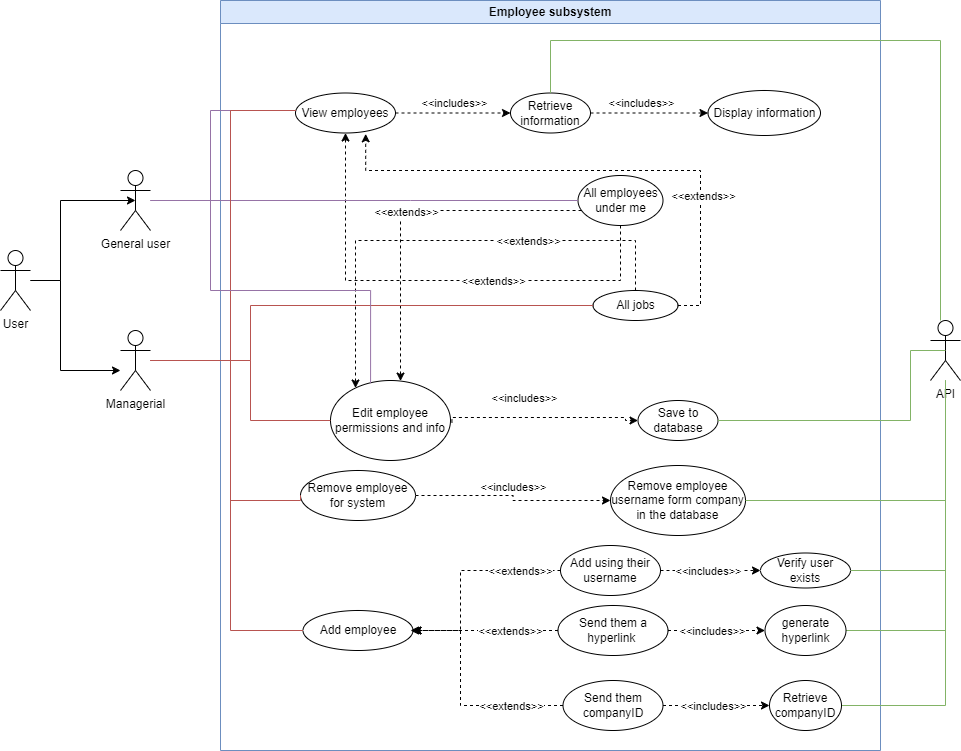 Employee subsystem
View employees
<<includes>>
Retrieve
information
<<includes>>
Display information
General user
All employees
under me
<<extends>>
<<extends>>
<<extends>>
<<extends>>
All jobs
User
Managerial
API
Edit employee
permissions and info
<<includes>>
Save to
database
Remove employee
for system
<<includes>>
Remove employee
username form company
in the database
<<extends>>
Add using their
username
<<includes>>
Verify user
exists
Add employee
<<extends>>
Send them a
hyperlink
<<includes>>
generate
hyperlink
<<extends>>
Send them
companyID
<<includes>>
Retrieve
companyID